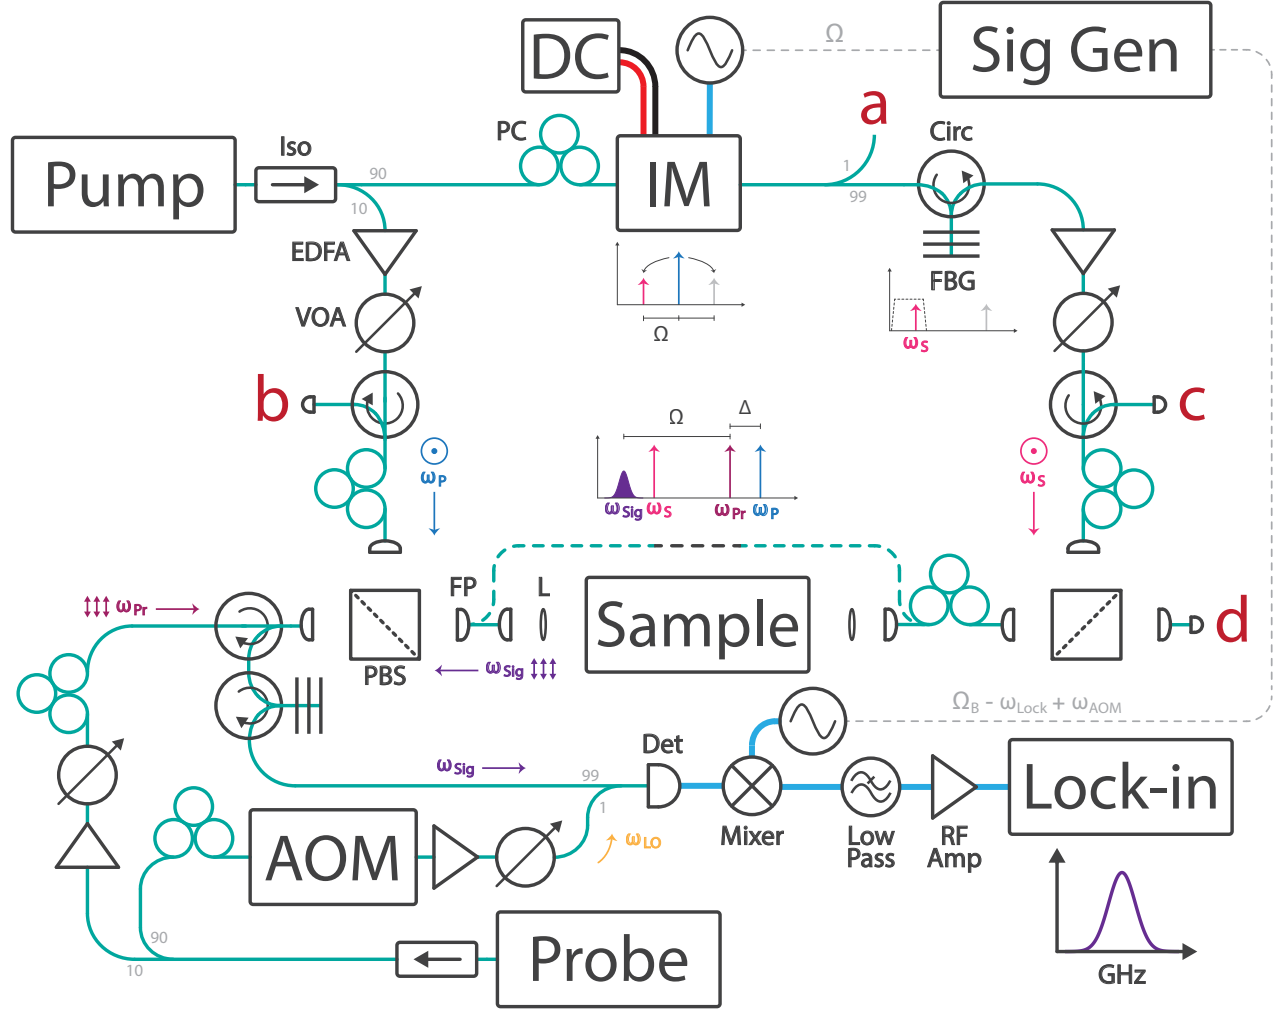 DC
Ω
Sig Gen
a
PC
Circ
Iso
90
Pump
IM
1
99
10
EDFA
FBG
VOA
Ω
ωS
b
c
Δ
Ω
ωP
ωS
ωSig
ωS
ωPr
ωP
FP
L
ωPr
Sample
d
PBS
ωSig
ΩB - ωLock + ωAOM
Det
ωSig
99
1
Lock-in
Mixer
Low
Pass
RF
Amp
AOM
ωLO
90
10
Probe
GHz